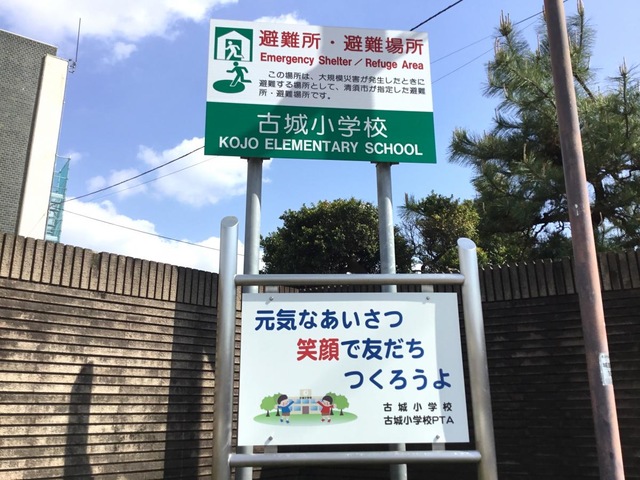 避難所・避難場所
Emergency Shelter / Refuge Area
この場所は、大規模災害が発生したときに
避難する場所として、清須市が指定した避難
所・避難場所です。
古城小学校
KOJO ELEMENTARY SCHOOL
元気なあいさつ
笑顔で友だち
つくろうよ
古城小学校
古城小学校PTA